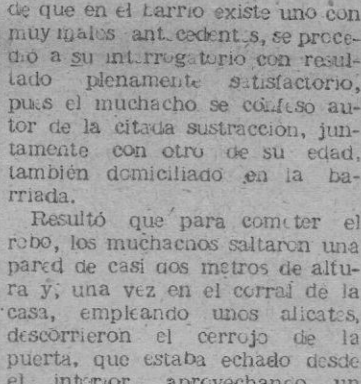 de que en el barrio existe uno con
muy malos antecedentes, se proce-
dió a su interrogatorio con resul-
tado plenamente satisfactorio,
pues el muchacho se confesó au-
tor de la citada sustracción, jun-
tamente con otro de su edad,
también domiciliado en la ba-
rriada.
Resultó que para cometer el
robo, los muchachos saltaron una
pared de casi dos metros de altu-
ra y, una vez en el corral de la
casa, empleando unos alicates,
descorrieron el cerrojo de la
puerta, que estaba echado desde
el interior, aprovechando